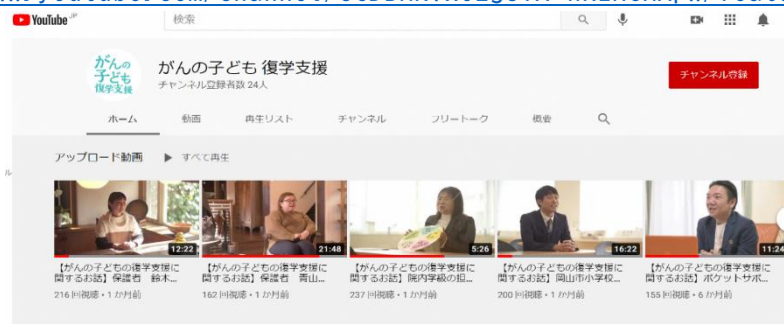 YouTube JP
検索
がんの
子ども
復学支援
がんの子ども 復学支援
チャンネル登録者数 24人
チャンネル登録
ホーム 動画 再生リスト チャンネル フリートーク 概要
アップロード動画 ▶ すべて再生
ル
12:22
21:48
5:26
16:22
11:24
【がんの子どもの復学支援に
関するお話】保護者 鈴木...
216 回視聴・1 か月前
【がんの子どもの復学支援に
関するお話】保護者 青山...
162 回視聴・1 か月前
【がんの子どもの復学支援に
関するお話】院内学級の担...
237 回視聴・1 か月前
【がんの子どもの復学支援に
関するお話】岡山市小学校...
200 回視聴・1 か月前
【がんの子どもの復学支援に
関するお話】ポケットサポ...
155 回視聴・6 か月前